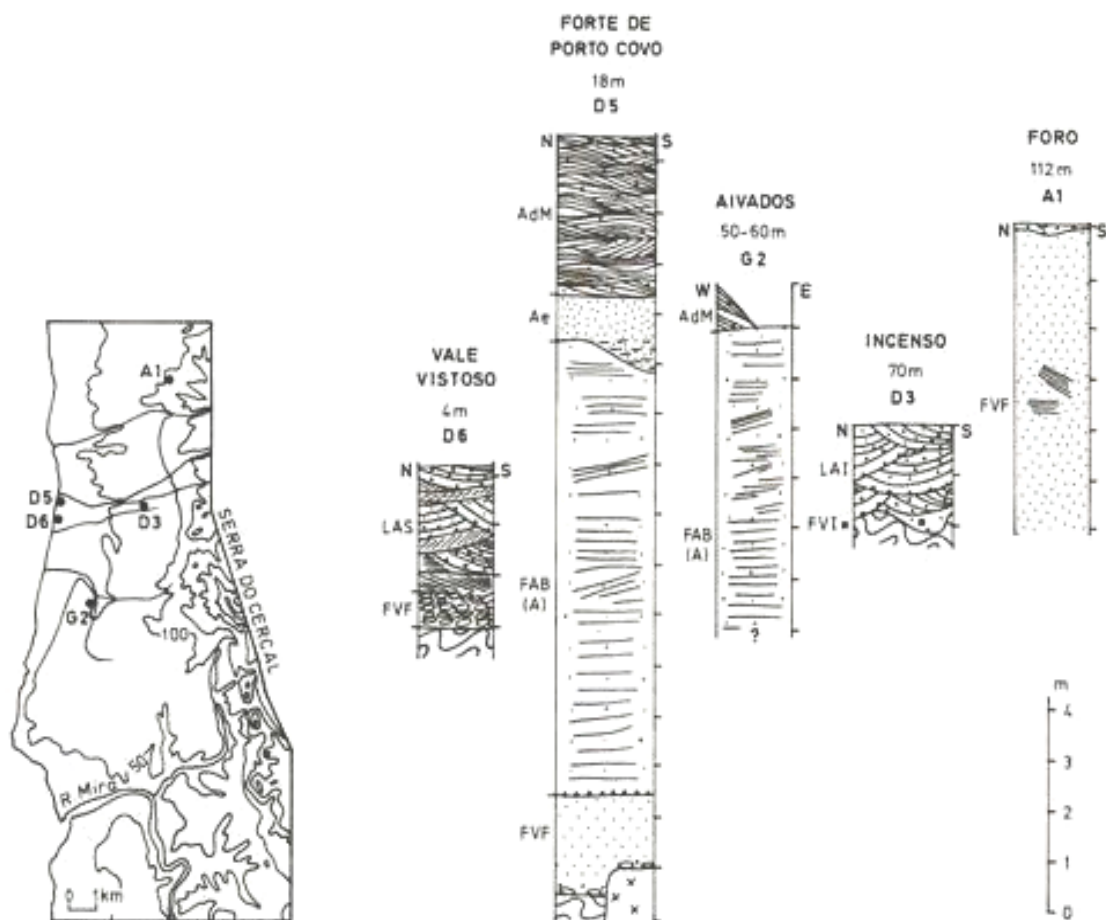 FORTE DE
PORTO COVO
18m
D5
N
S
AdM
Ae
FAB
(A)
FVF
VALE
VISTOSO
4m
D6
N
S
LAS
FVF
AIVADOS
50-60m
G2
W
E
AdM
FAB
(A)
?
INCENSO
70m
D3
N
S
LAI
FVI
FORO
112m
A1
N
S
FVF
A1
D5
D6
D3
G2
100
SERRA DO CERCAL
R Mira
50
0 1km
m
4
3
2
1
0